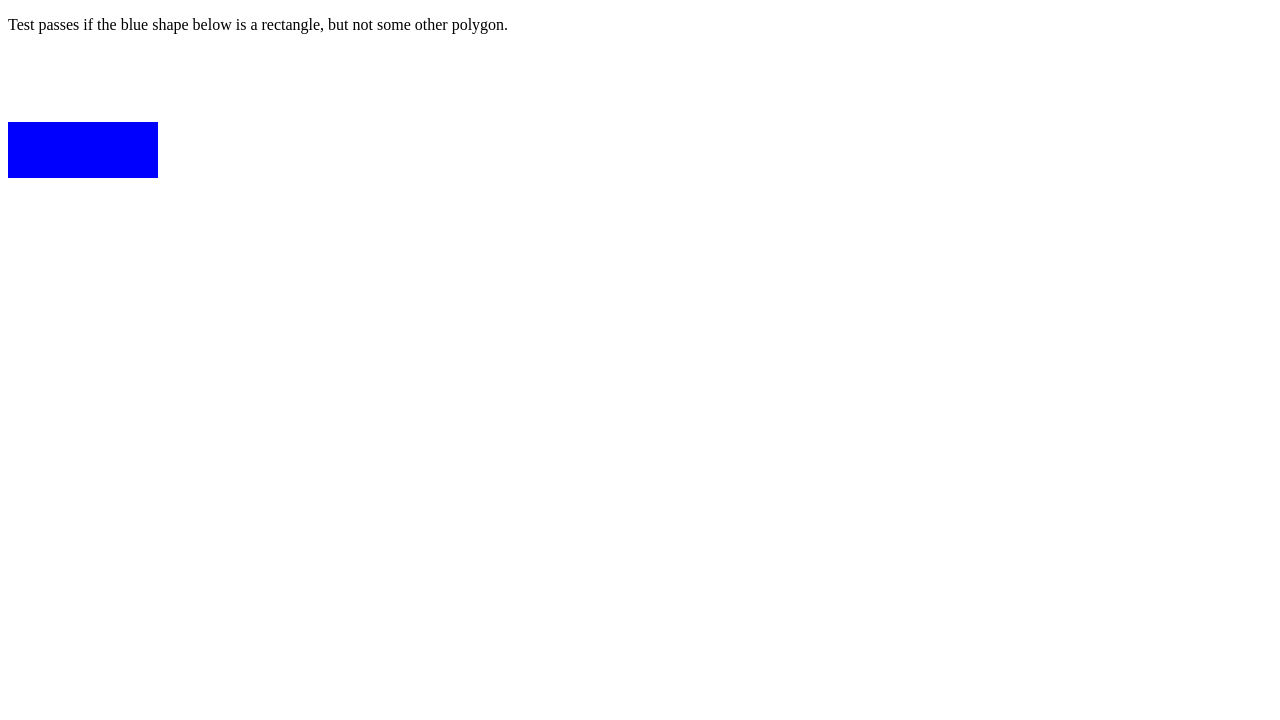 Test passes if the blue shape below is a rectangle, but not some other polygon.